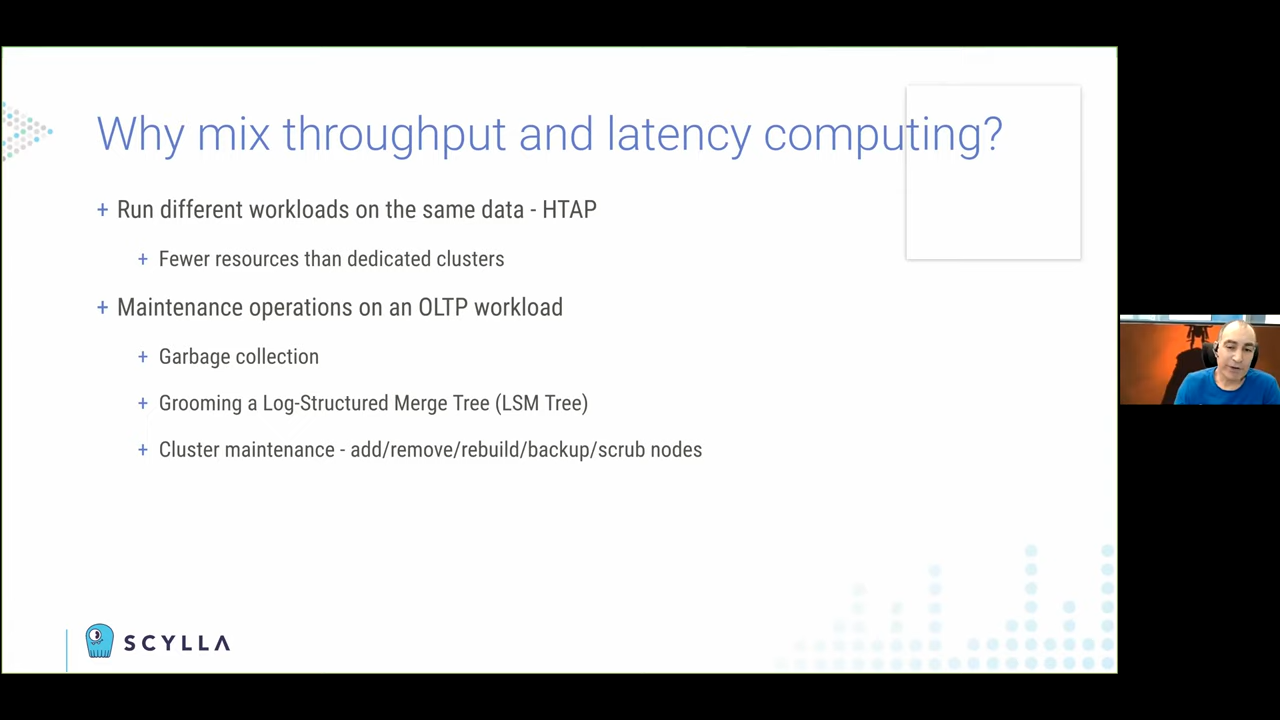 Why mix throughput and latency computing?
+ Run different workloads on the same data - HTAP
+ Fewer resources than dedicated clusters
+ Maintenance operations on an OLTP workload
+ Garbage collection
+ Grooming a Log-Structured Merge Tree (LSM Tree)
+ Cluster maintenance - add/remove/rebuild/backup/scrub nodes
SCYLLA